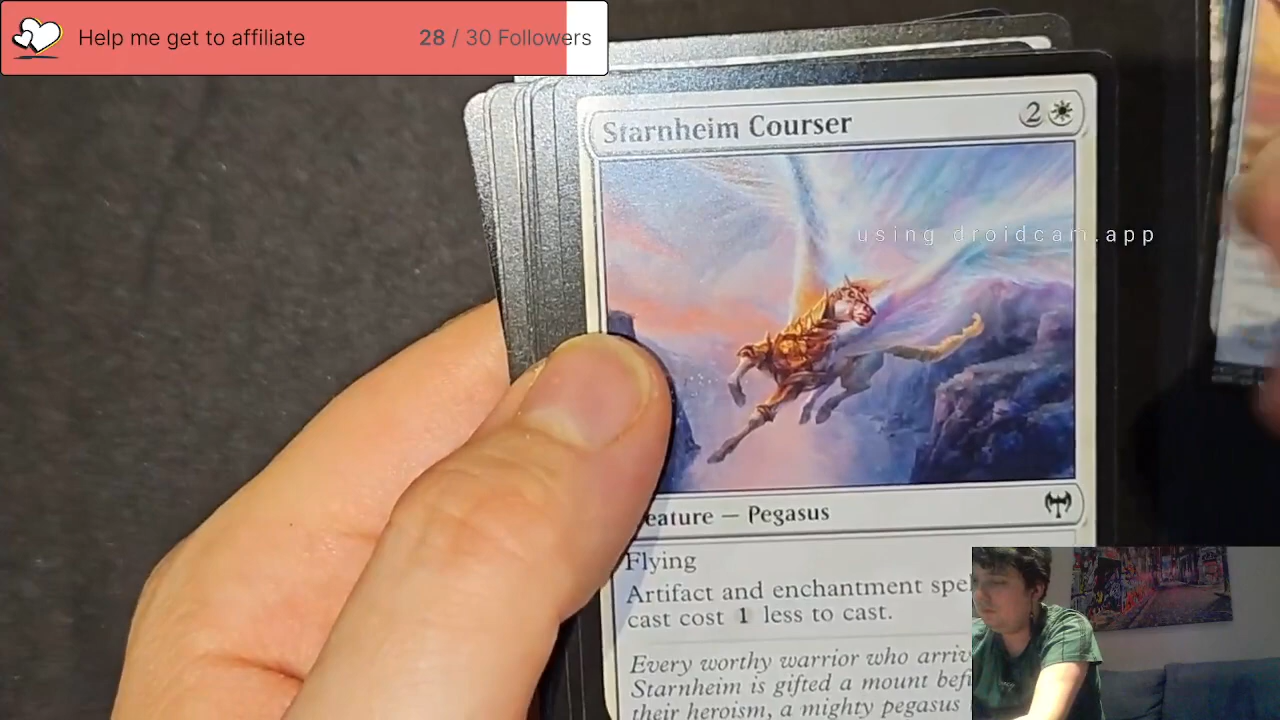 Help me get to affiliate 28 / 30 Followers
Starnheim Courser 2
using droidcam.app
eature — Pegasus
Flying
Artifact and enchantment spe
cast cost 1 less to cast.
Every worthy warrior who arriv
Starnheim is gifted a mount befi
their heroism, a mighty pegasus